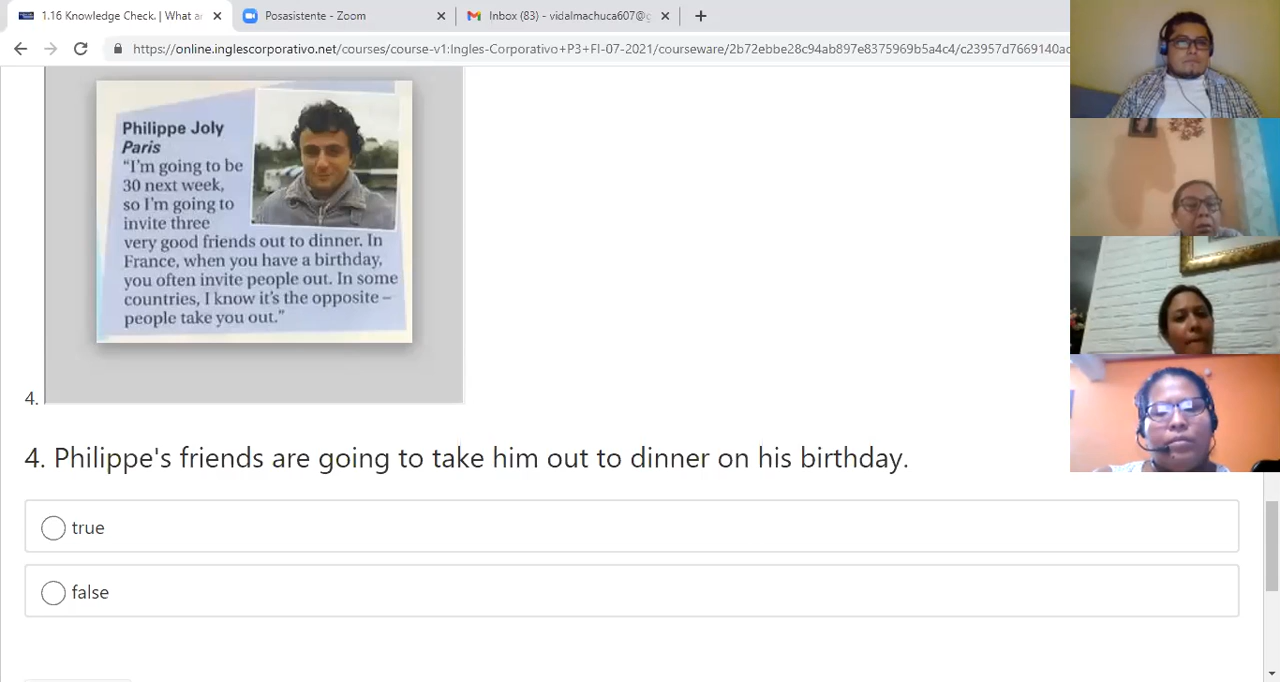 1.16 Knowledge Check. | What ar
Posasistente - Zoom
Inbox (83) - vidalmachuca607@g
https://online.inglescorporativo.net/courses/course-v1:Ingles-Corporativo+P3+FI-07-2021/courseware/2b72ebbe28c94ab897e8375969b5a4c4/c23957d7669140ac
Philippe Joly
Paris
“I’m going to be
30 next week,
so I’m going to
invite three
very good friends out to dinner. In
France, when you have a birthday,
you often invite people out. In some
countries, I know it’s the opposite –
people take you out.”
4.
4. Philippe's friends are going to take him out to dinner on his birthday.
true
false